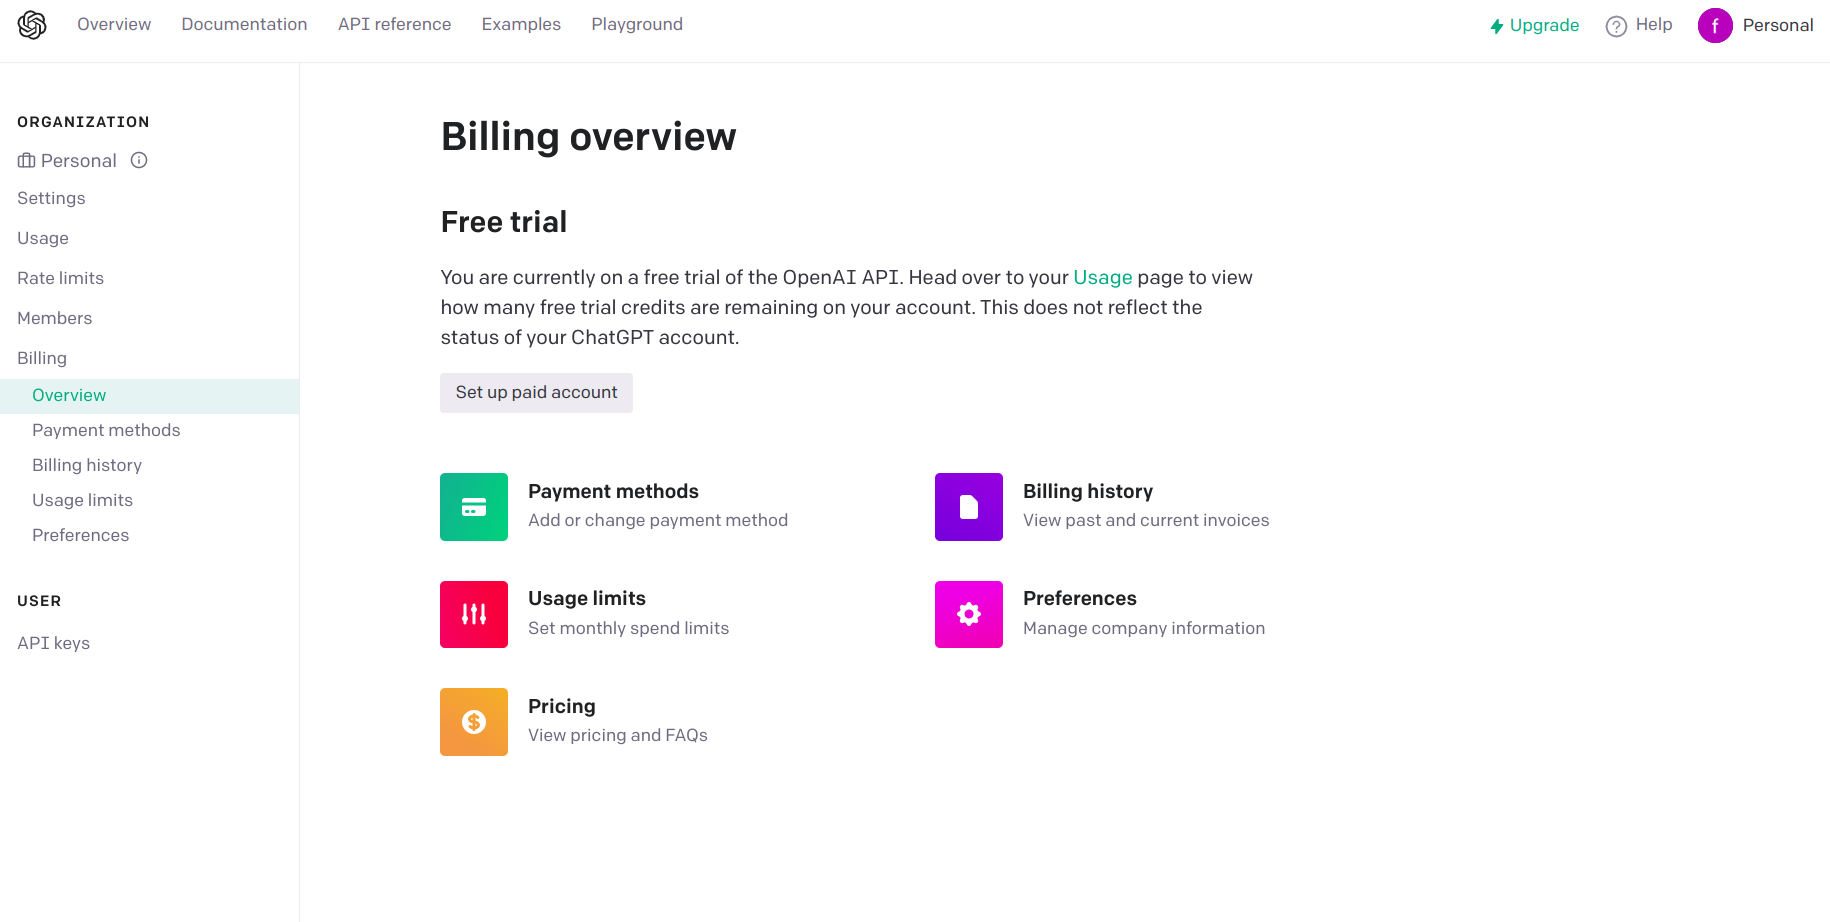 Overview Documentation API reference Examples Playground Upgrade Help f Personal
ORGANIZATION
Personal
Settings
Usage
Rate limits
Members
Billing
Overview
Payment methods
Billing history
Usage limits
Preferences
USER
API keys
Billing overview
Free trial
You are currently on a free trial of the OpenAI API. Head over to your Usage page to view
how many free trial credits are remaining on your account. This does not reflect the
status of your ChatGPT account.
Set up paid account
Payment methods
Add or change payment method
Billing history
View past and current invoices
Usage limits
Set monthly spend limits
Preferences
Manage company information
Pricing
View pricing and FAQs